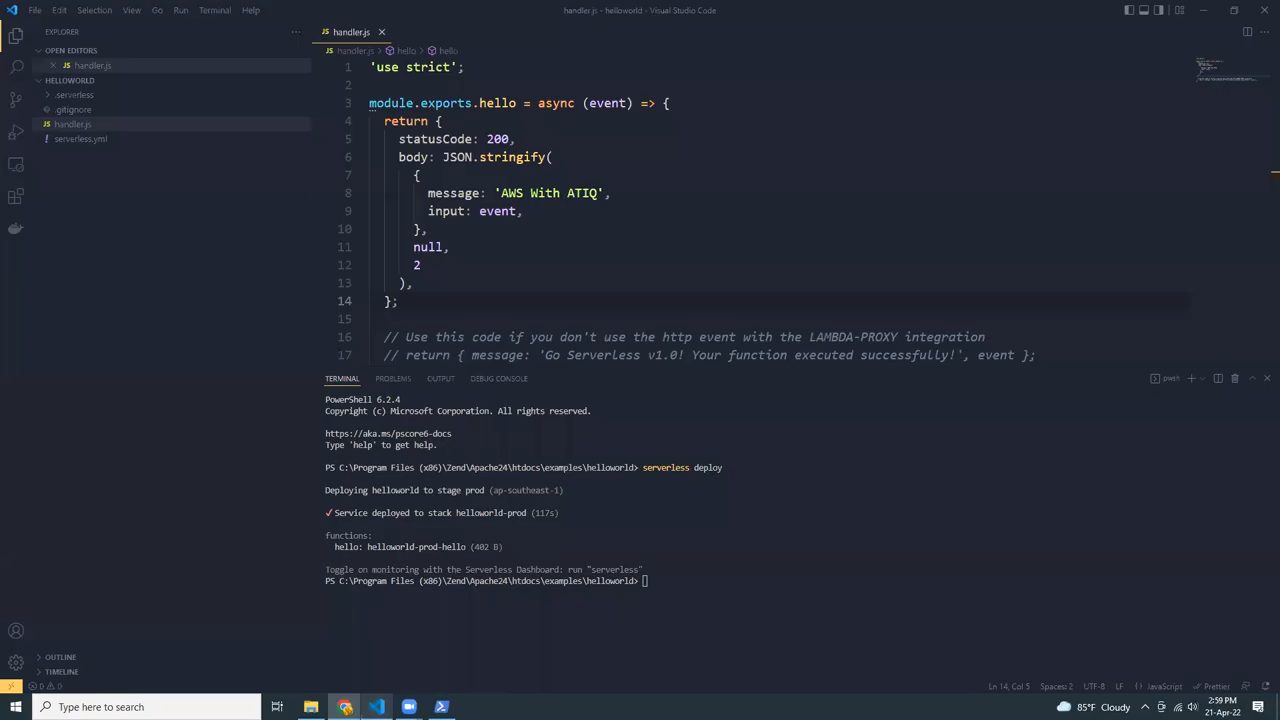 File Edit Selection View Go Run Terminal Help
handler.js - helloworld - Visual Studio Code
EXPLORER
OPEN EDITORS
JS handler.js
HELLOWORLD
.serverless
.gitignore
JS handler.js
! serverless.yml
OUTLINE
TIMELINE
JS handler.js
JS handler.js > hello > hello
1 'use strict';
2
3 module.exports.hello = async (event) => {
4 return {
5 statusCode: 200,
6 body: JSON.stringify(
7 {
8 message: 'AWS With ATIQ',
9 input: event,
10 },
11 null,
12 2
13 ),
14 };
15
16 // Use this code if you don't use the http event with the LAMBDA-PROXY integration
17 // return { message: 'Go Serverless v1.0! Your function executed successfully!', event };
TERMINAL PROBLEMS OUTPUT DEBUG CONSOLE
pwsh
PowerShell 6.2.4
Copyright (c) Microsoft Corporation. All rights reserved.
https://aka.ms/pscore6-docs
Type 'help' to get help.
PS C:\Program Files (x86)\Zend\Apache24\htdocs\examples\helloworld> serverless deploy
Deploying helloworld to stage prod (ap-southeast-1)
✓Service deployed to stack helloworld-prod (117s)
functions:
hello: helloworld-prod-hello (402 B)
Toggle on monitoring with the Serverless Dashboard: run "serverless"
PS C:\Program Files (x86)\Zend\Apache24\htdocs\examples\helloworld>
0 0
Ln 14, Col 5 Spaces: 2 UTF-8 LF {} JavaScript Prettier
Type here to search
85°F Cloudy
2:59 PM
21-Apr-22